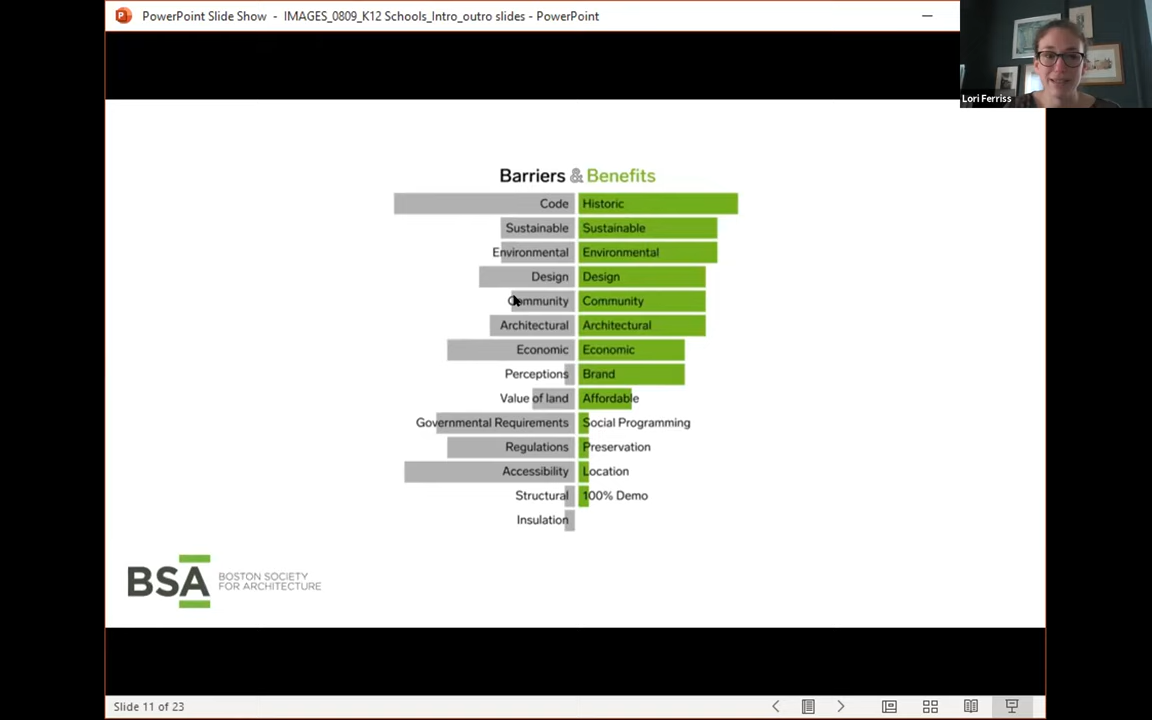 PowerPoint Slide Show - IMAGES_0809_K12 Schools_Intro_outro slides - PowerPoint
Lori Ferriss
Barriers & Benefits
Code Historic
Sustainable Sustainable
Environmental Environmental
Design Design
Community Community
Architectural Architectural
Economic Economic
Perceptions Brand
Value of land Affordable
Governmental Requirements Social Programming
Regulations Preservation
Accessibility Location
Structural 100% Demo
Insulation
BSA BOSTON SOCIETY
FOR ARCHITECTURE
Slide 11 of 23